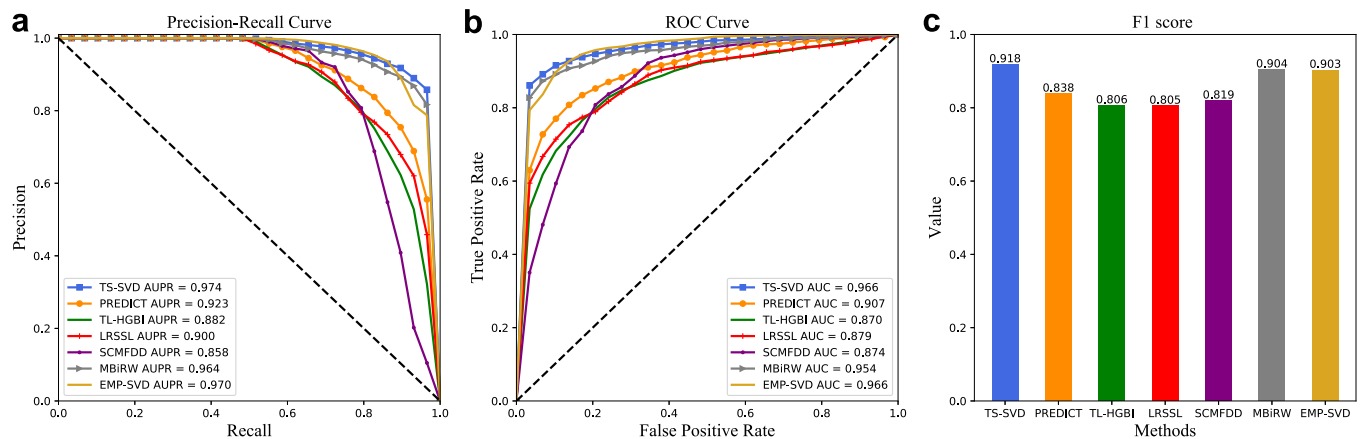 a
Precision-Recall Curve
1.0
0.8
0.6
0.4
0.2
0.0
Precision
TS-SVD AUPR = 0.974
PREDICT AUPR = 0.923
TL-HGBI AUPR = 0.882
LRSSL AUPR = 0.900
SCMFDD AUPR = 0.858
MBiRW AUPR = 0.964
EMP-SVD AUPR = 0.970
0.0 0.2 0.4 0.6 0.8 1.0
Recall
b
ROC Curve
1.0
0.8
0.6
0.4
0.2
0.0
True Positive Rate
TS-SVD AUC = 0.966
PREDICT AUC = 0.907
TL-HGBI AUC = 0.870
LRSSL AUC = 0.879
SCMFDD AUC = 0.874
MBiRW AUC = 0.954
EMP-SVD AUC = 0.966
0.0 0.2 0.4 0.6 0.8 1.0
False Positive Rate
c
F1 score
1.0
0.8
0.6
0.4
0.2
0.0
Value
0.918 0.838 0.806 0.805 0.819 0.904 0.903
TS-SVD PREDICT TL-HGBI LRSSL SCMFDD MBiRW EMP-SVD
Methods